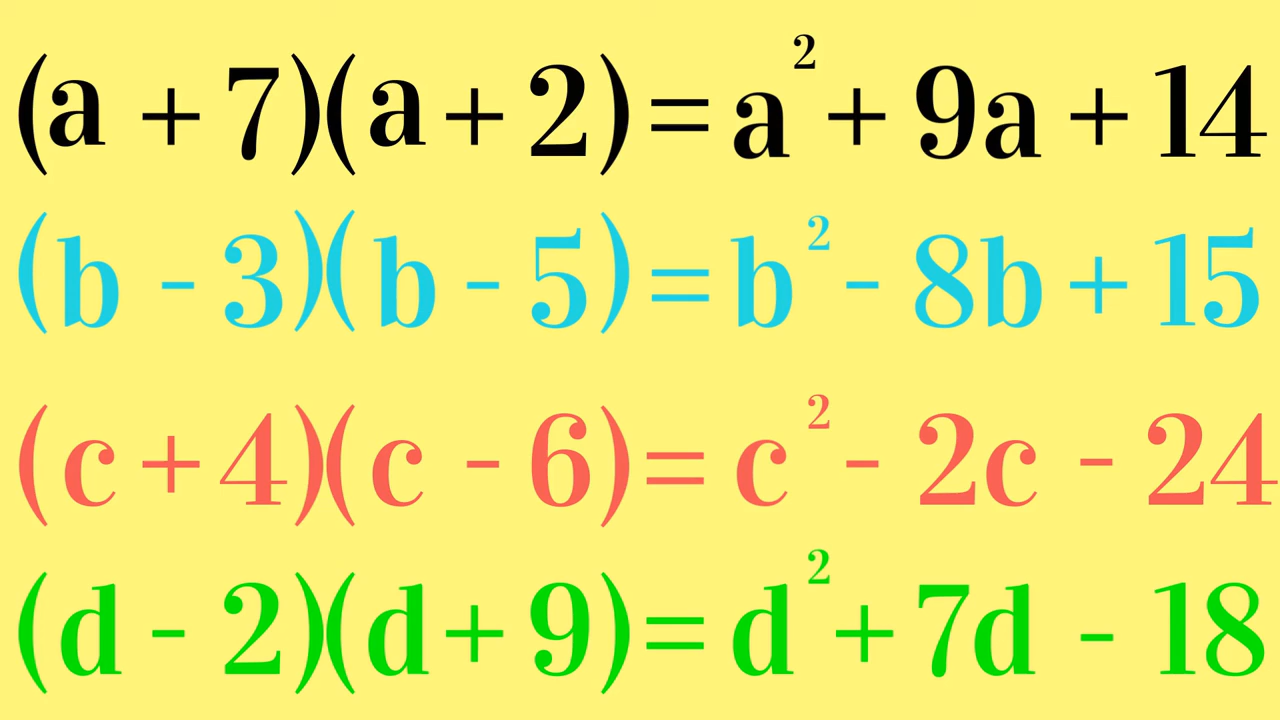 (a + 7)(a + 2) = a² + 9a + 14
(b - 3)(b - 5) = b² - 8b + 15
(c + 4)(c - 6) = c² - 2c - 24
(d - 2)(d + 9) = d² + 7d - 18